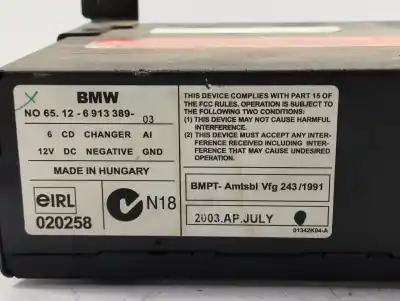 BMW
NO 65. 12 - 6 913 389- 03
6 CD CHANGER AI
12V DC NEGATIVE GND
MADE IN HUNGARY
eIRL
020258
N18
THIS DEVICE COMPLIES WITH PART 15 OF
THE FCC RULES. OPERATION IS SUBJECT TO
THE FOLLOWING TWO CONDITIONS:
(1) THIS DEVICE MAY NOT CAUSE HARMFUL
INTERFERENCE.
(2) THIS DEVICE MUST ACCEPT ANY INTER-
FERENCE RECEIVED INCLUDING INTER-
FERENCE THAT MAY CAUSE UNDESIRED
OPERATION.
BMPT- Amtsbl Vfg 243 /1991
2003.AP.JULY
01342K04-A